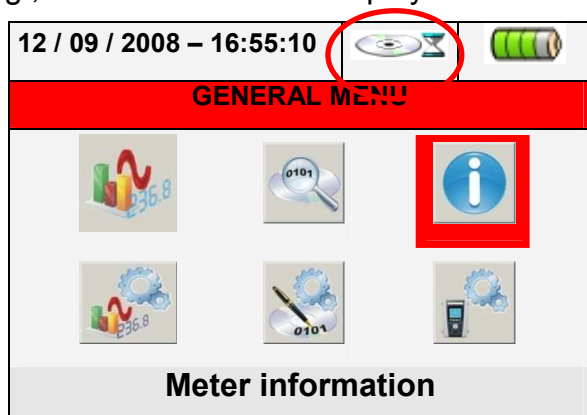 12 / 09 / 2008 – 16:55:10
GENERAL MENU
236.8
0101
236.8
0101
Meter information